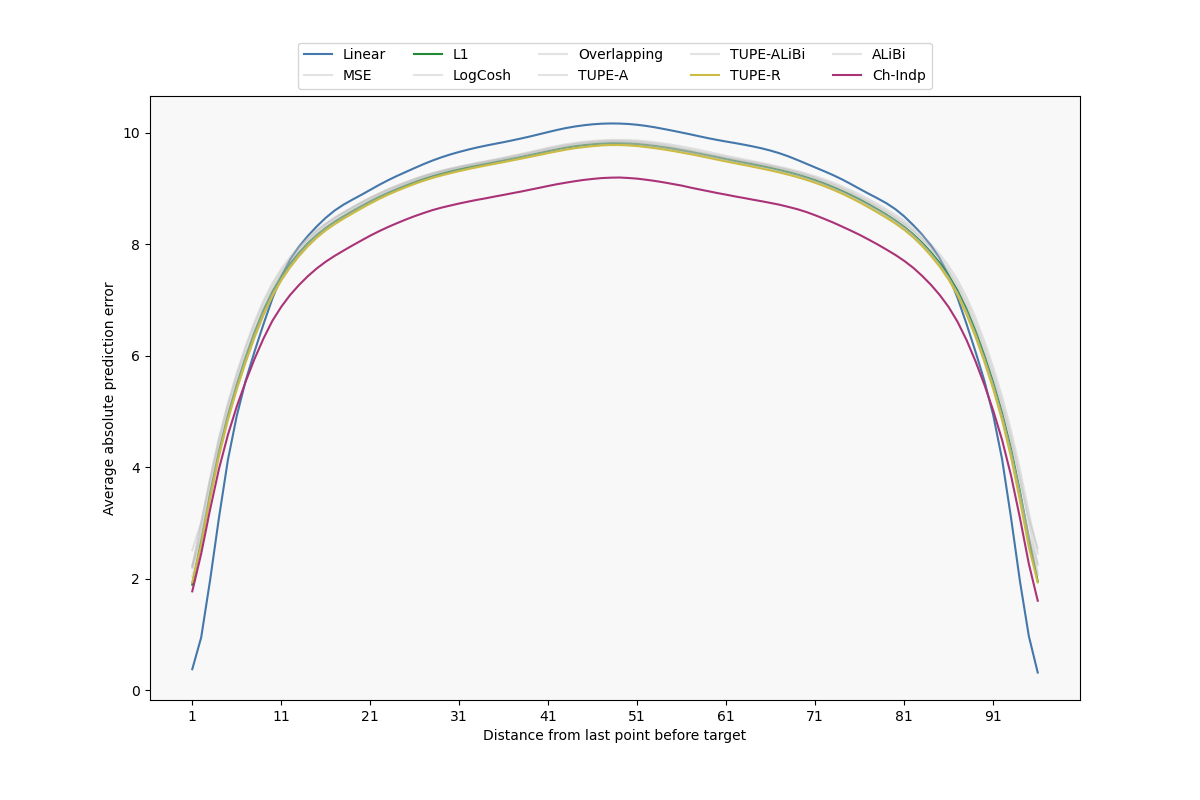 Linear L1 Overlapping TUPE-ALiBi ALiBi
MSE LogCosh TUPE-A TUPE-R Ch-Indp
10
8
6
4
2
0
Average absolute prediction error
1 11 21 31 41 51 61 71 81 91
Distance from last point before target